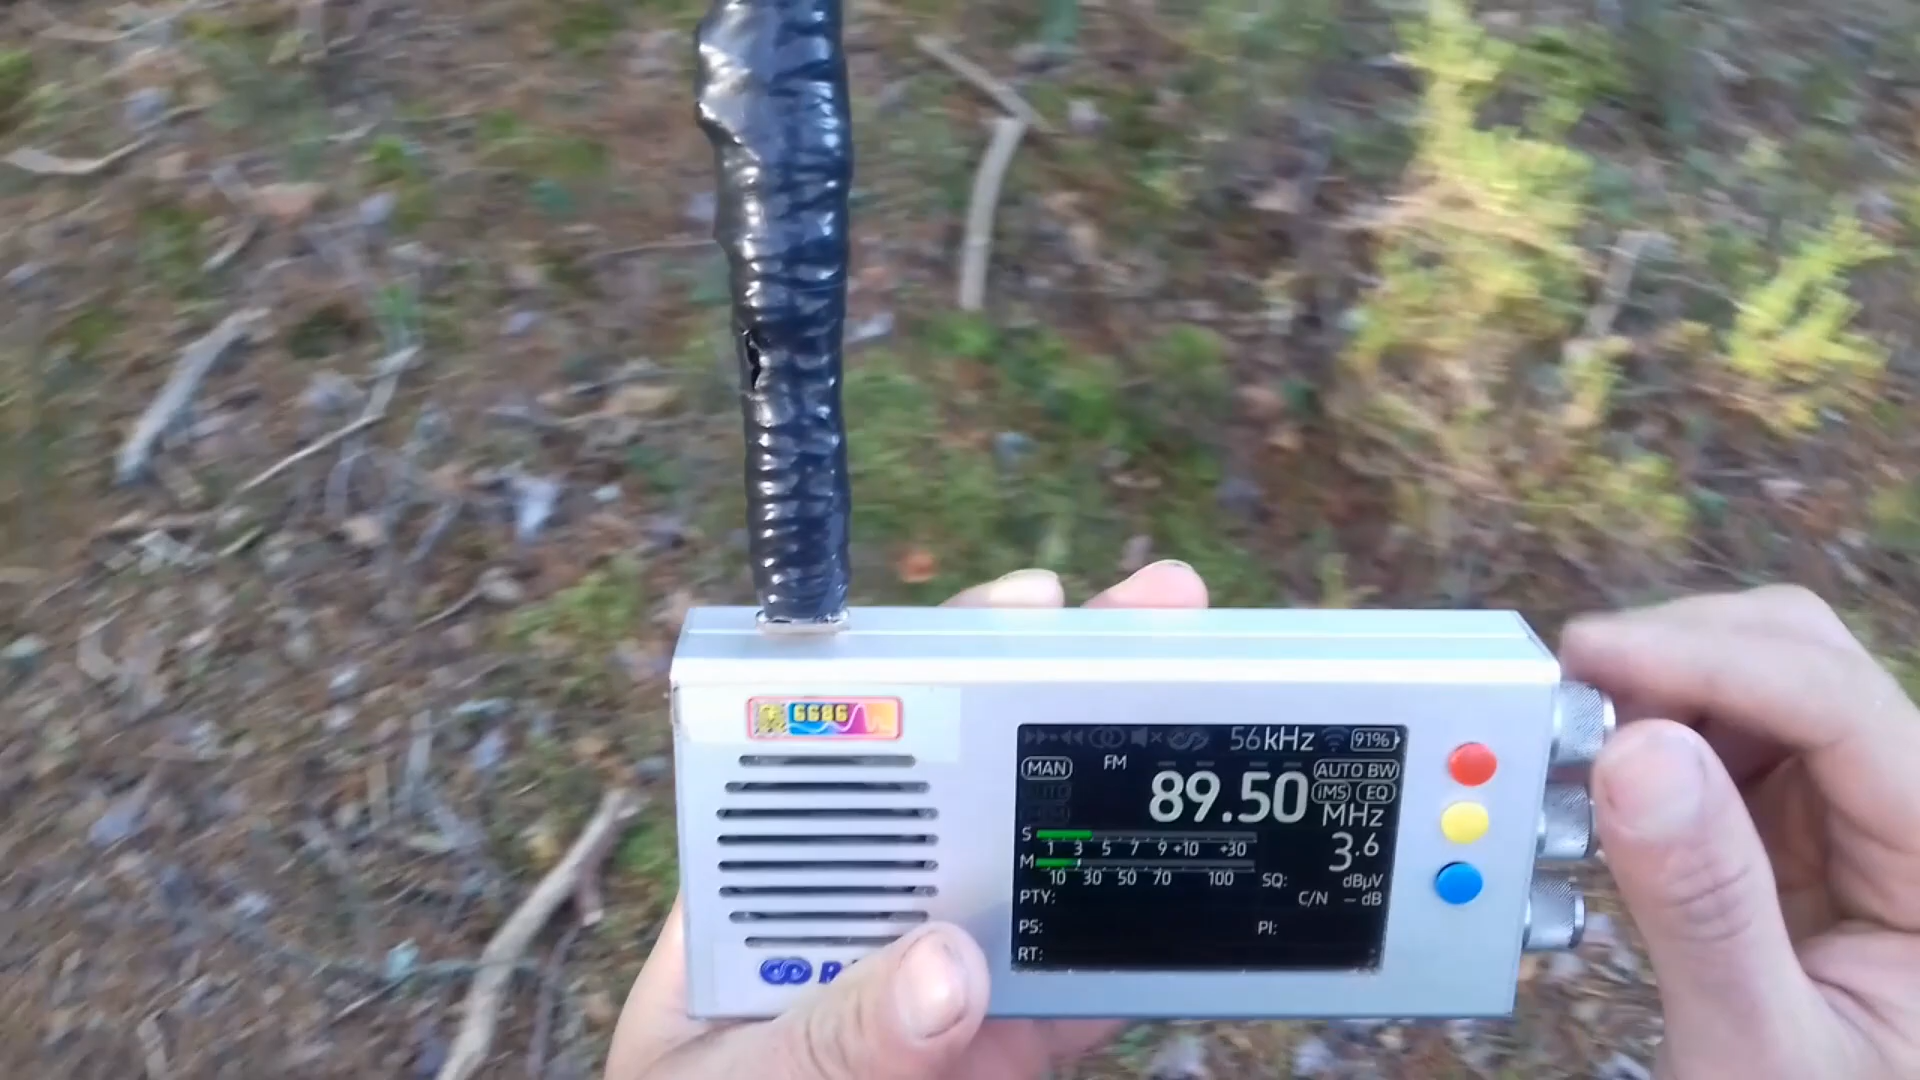 6686
56kHz 91%
MAN FM AUTO BW
89.50 iMS EQ
MHz
S 1 3 5 7 9 +10 +30
3.6
M 10 30 50 70 100 SQ: dBµV
PTY: C/N – dB
PS: PI:
RT: